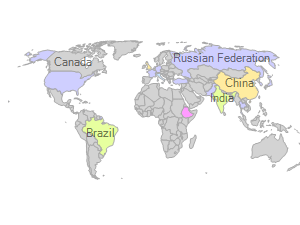 Russian Federation
Canada
China
India
Brazil